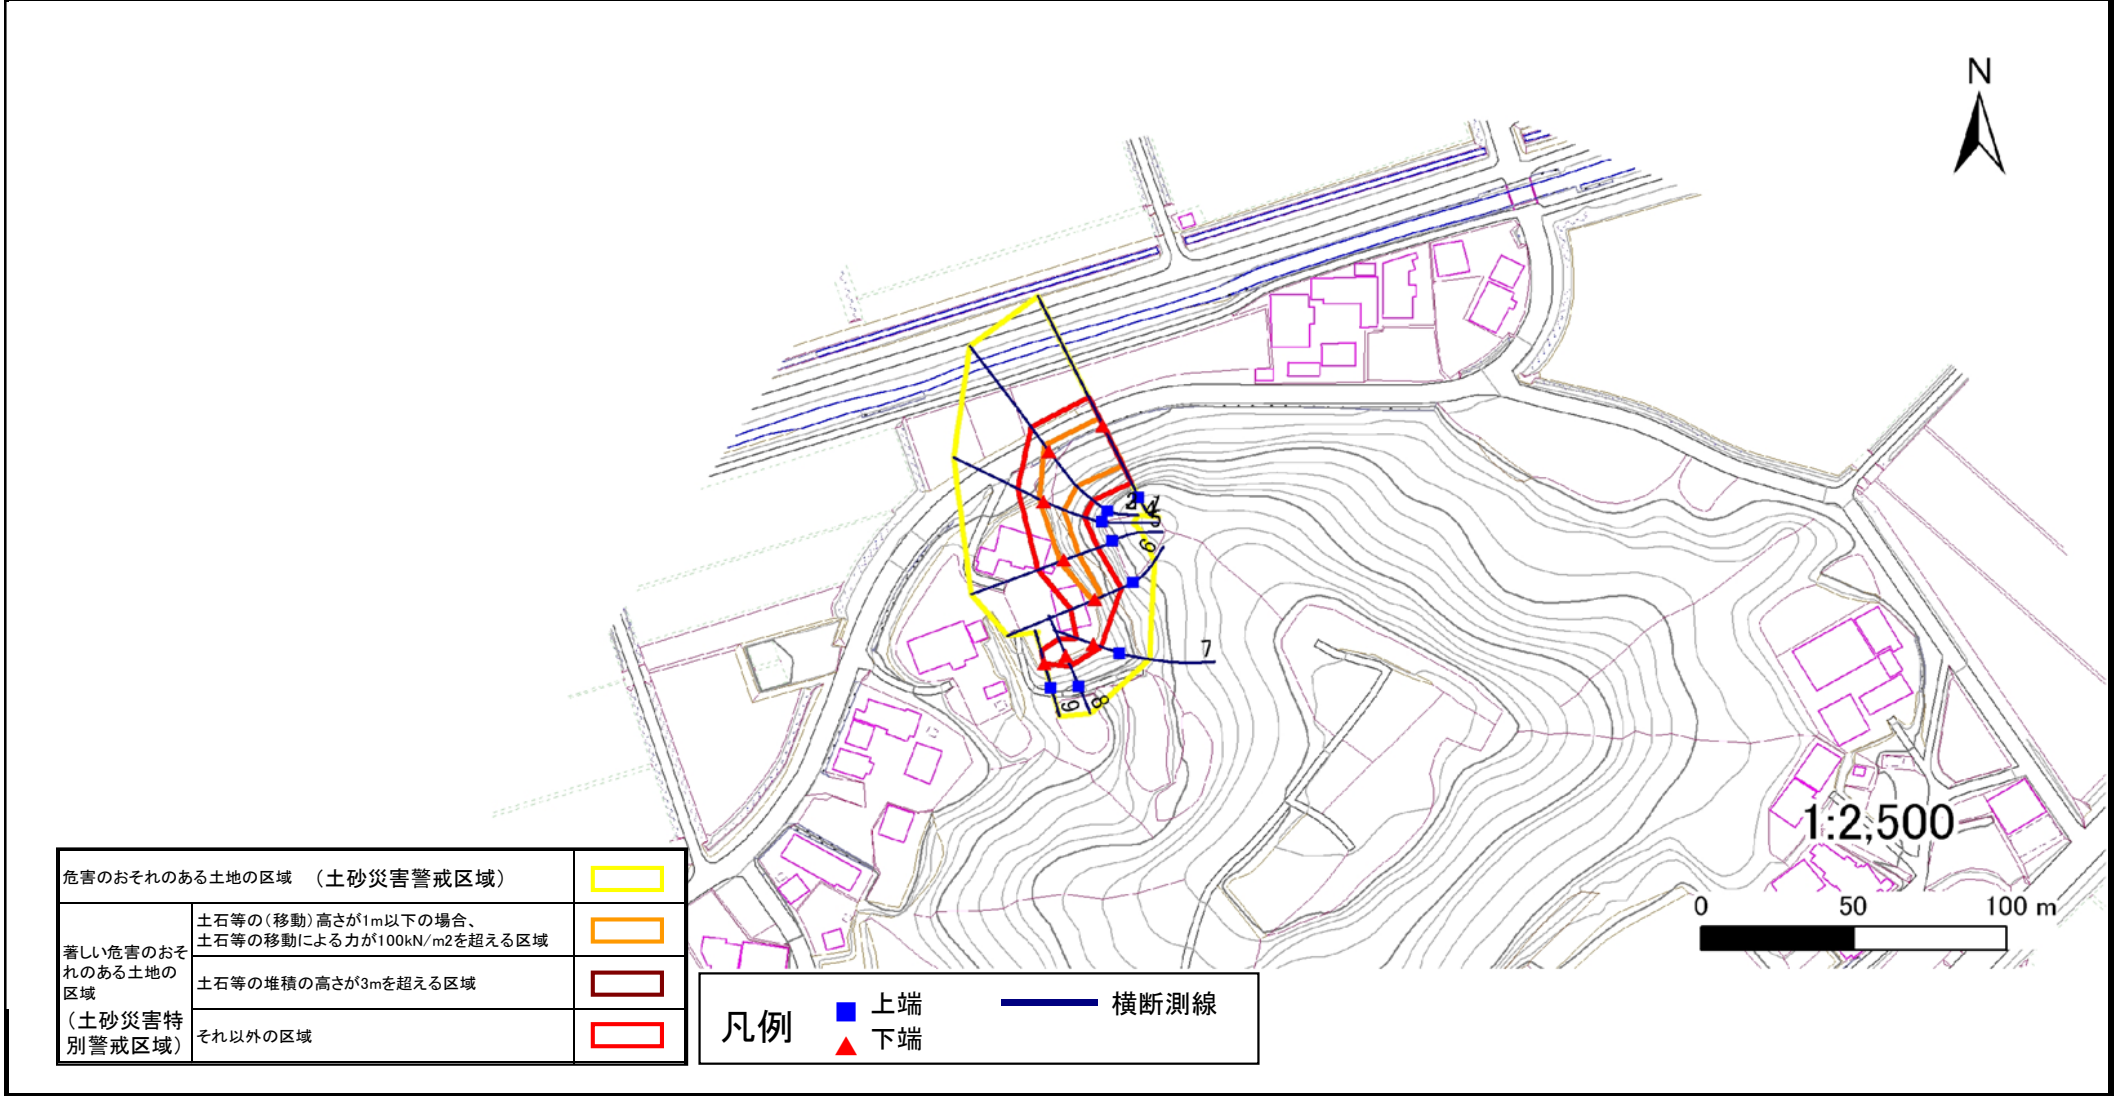 N
2
5
6
7
8
9
1:2,500
0 50 100 m
危害のおそれのある土地の区域 (土砂災害警戒区域)
著しい危害のおそ
れのある土地の
区域
(土砂災害特
別警戒区域)
土石等の(移動)高さが1m以下の場合、
土石等の移動による力が100kN/m2を超える区域
土石等の堆積の高さが3mを超える区域
それ以外の区域
凡例
上端
下端
横断測線